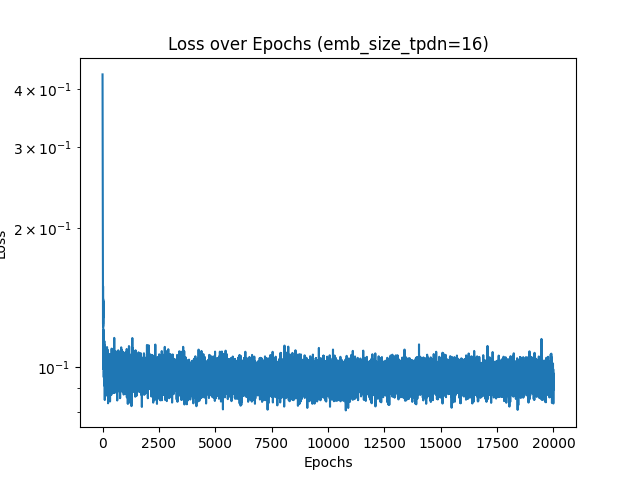 Loss over Epochs (emb_size_tpdn=16)
4 × 10⁻¹
3 × 10⁻¹
2 × 10⁻¹
10⁻¹
Loss
0 2500 5000 7500 10000 12500 15000 17500 20000
Epochs